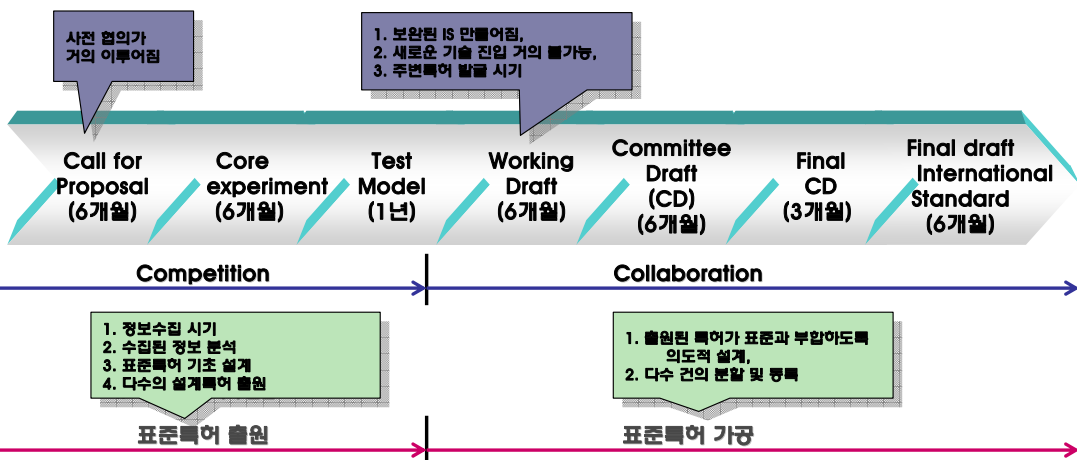 사전 협의가
거의 이루어짐
1. 보완된 IS 만들어짐,
2. 새로운 기술 진입 거의 불가능,
3. 주변특허 발굴 시기
Call for
Proposal
(6개월)
Core
experiment
(6개월)
Test
Model
(1년)
Working
Draft
(6개월)
Committee
Draft
(CD)
(6개월)
Final
CD
(3개월)
Final draft
International
Standard
(6개월)
Competition
Collaboration
1. 정보수집 시기
2. 수집된 정보 분석
3. 표준특허 기초 설계
4. 다수의 설계특허 출원
1. 출원된 특허가 표준과 부합하도록
의도적 설계,
2. 다수 건의 분할 및 등록
표준특허 출원
표준특허 가공